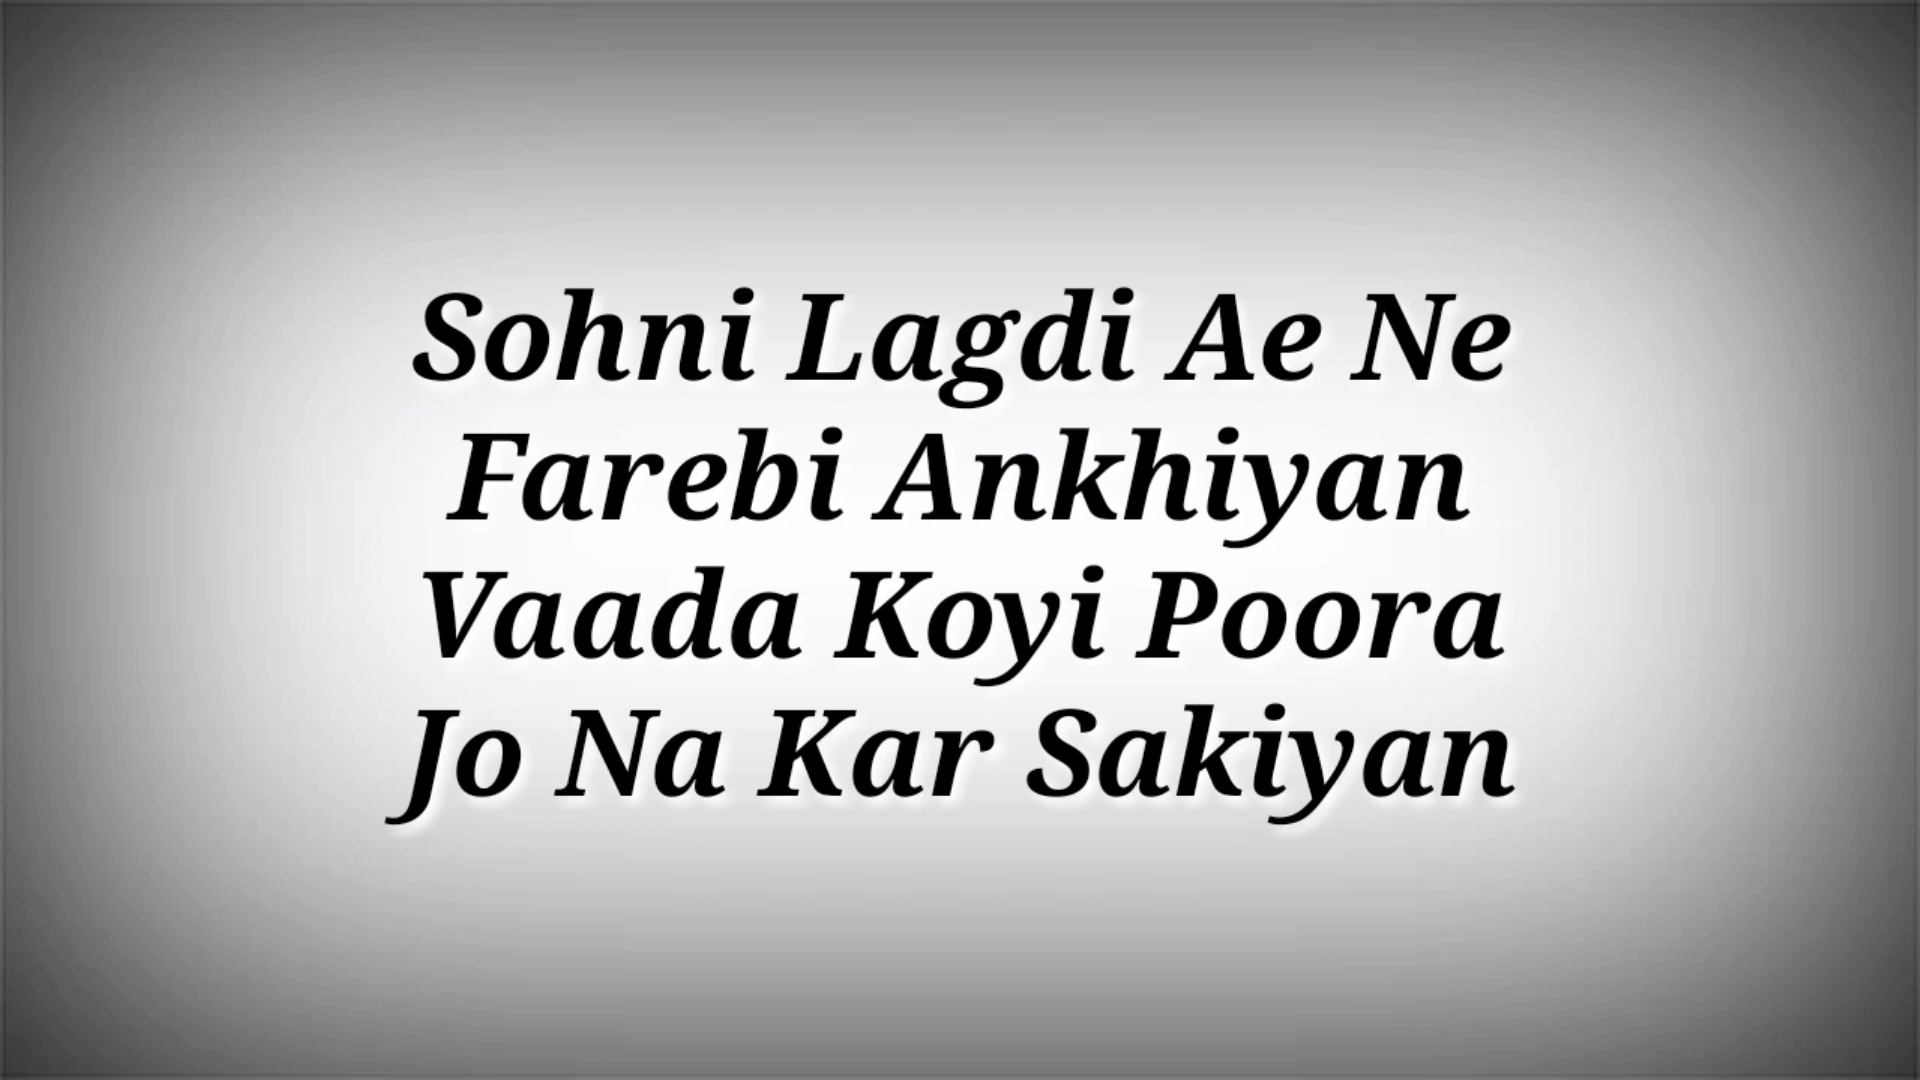 Sohni Lagdi Ae Ne
Farebi Ankhiyan
Vaada Koyi Poora
Jo Na Kar Sakiyan